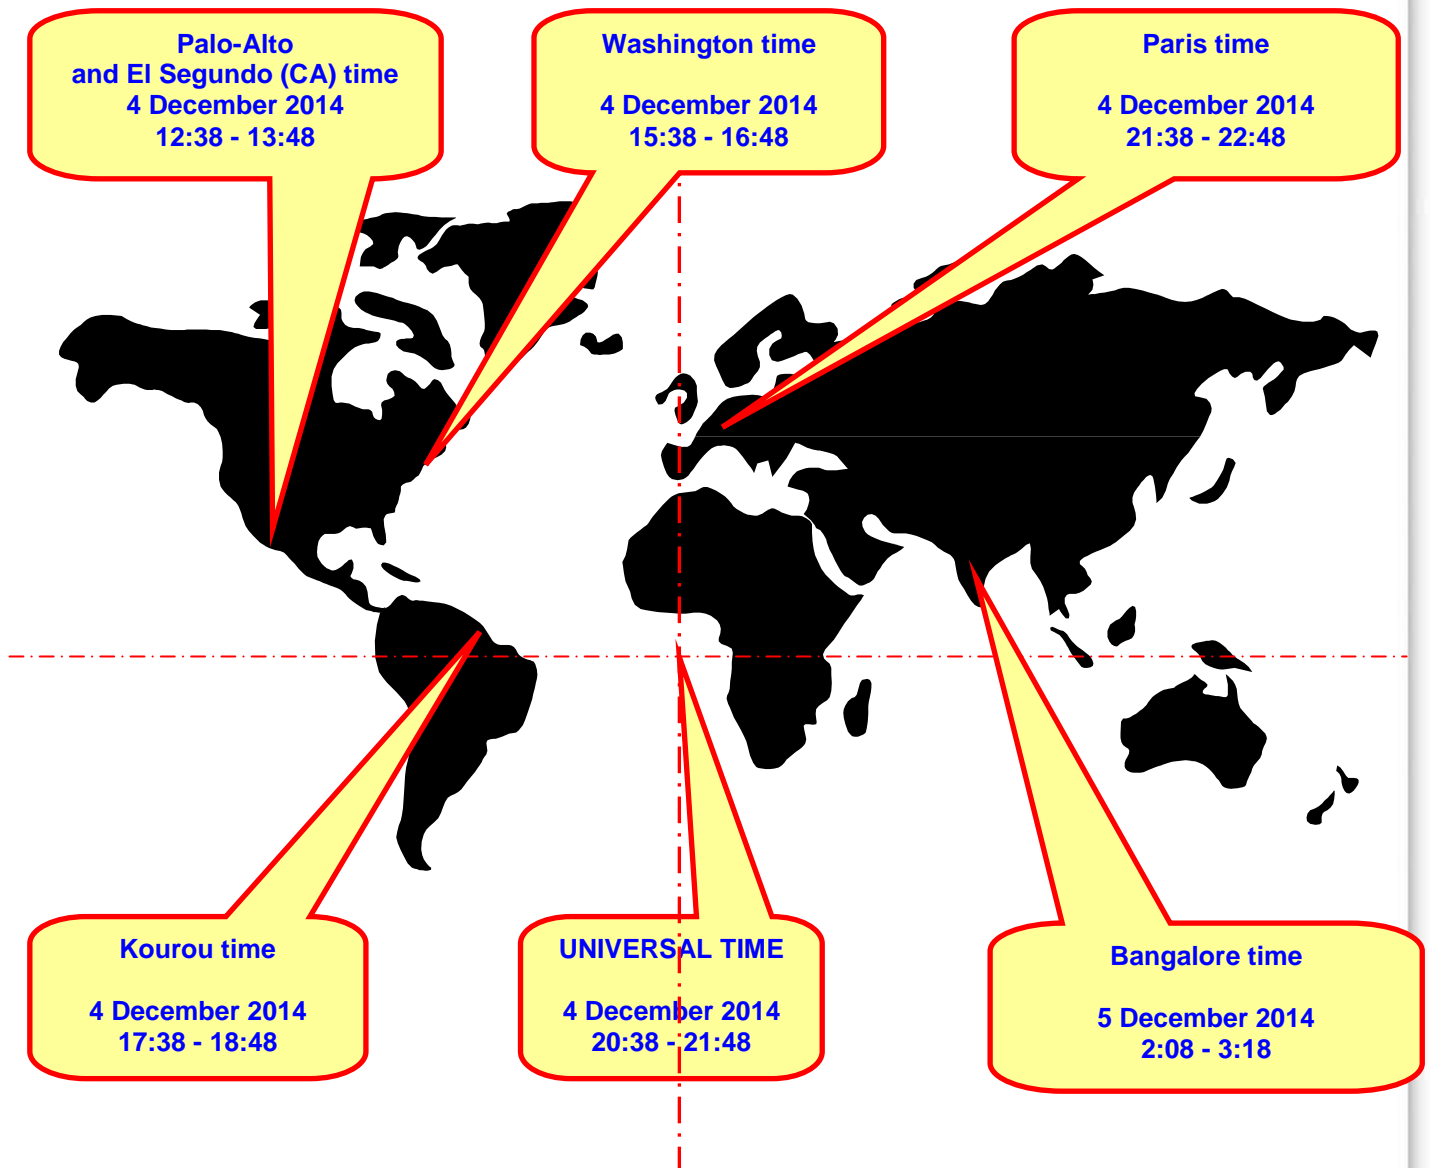 Palo-Alto
and El Segundo (CA) time
4 December 2014
12:38 - 13:48
Washington time
4 December 2014
15:38 - 16:48
Paris time
4 December 2014
21:38 - 22:48
Kourou time
4 December 2014
17:38 - 18:48
UNIVERSAL TIME
4 December 2014
20:38 - 21:48
Bangalore time
5 December 2014
2:08 - 3:18